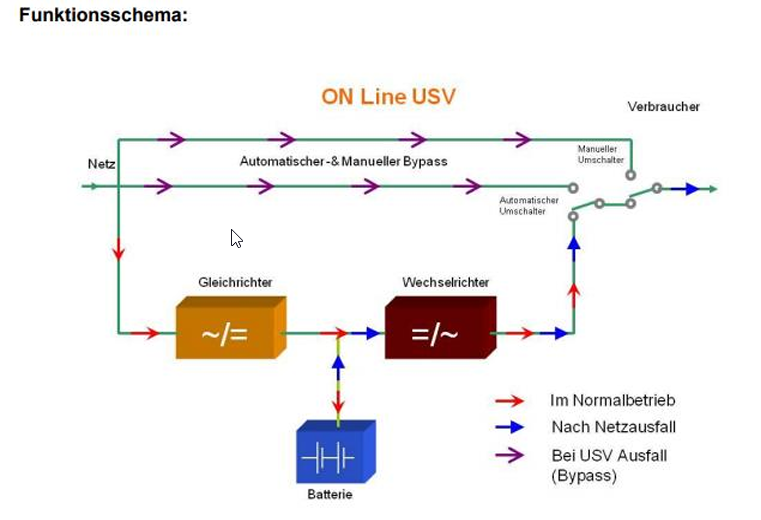 Funktionsschema:
ON Line USV
Verbraucher
Manueller
Umschalter
Netz
Automatischer-& Manueller Bypass
Automatischer
Umschalter
Gleichrichter
Wechselrichter
~/=
=/~
Im Normalbetrieb
Nach Netzausfall
Bei USV Ausfall
(Bypass)
Batterie